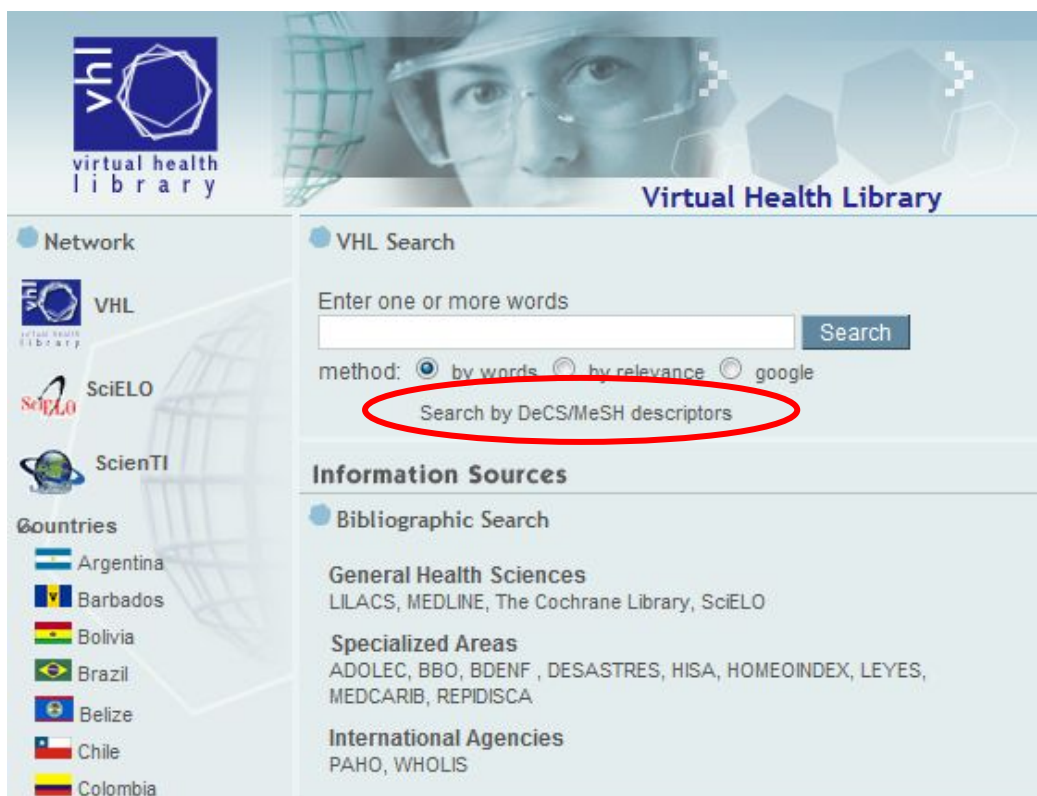 vhl
virtual health
library
Virtual Health Library
Network
VHL
SciELO
SciELO
ScienTI
Countries
Argentina
Barbados
Bolivia
Brazil
Belize
Chile
Colombia
VHL Search
Enter one or more words
Search
method: by words by relevance google
Search by DeCS/MeSH descriptors
Information Sources
Bibliographic Search
General Health Sciences
LILACS, MEDLINE, The Cochrane Library, SciELO
Specialized Areas
ADOLEC, BBO, BDENF , DESASTRES, HISA, HOMEOINDEX, LEYES,
MEDCARIB, REPIDISCA
International Agencies
PAHO, WHOLIS